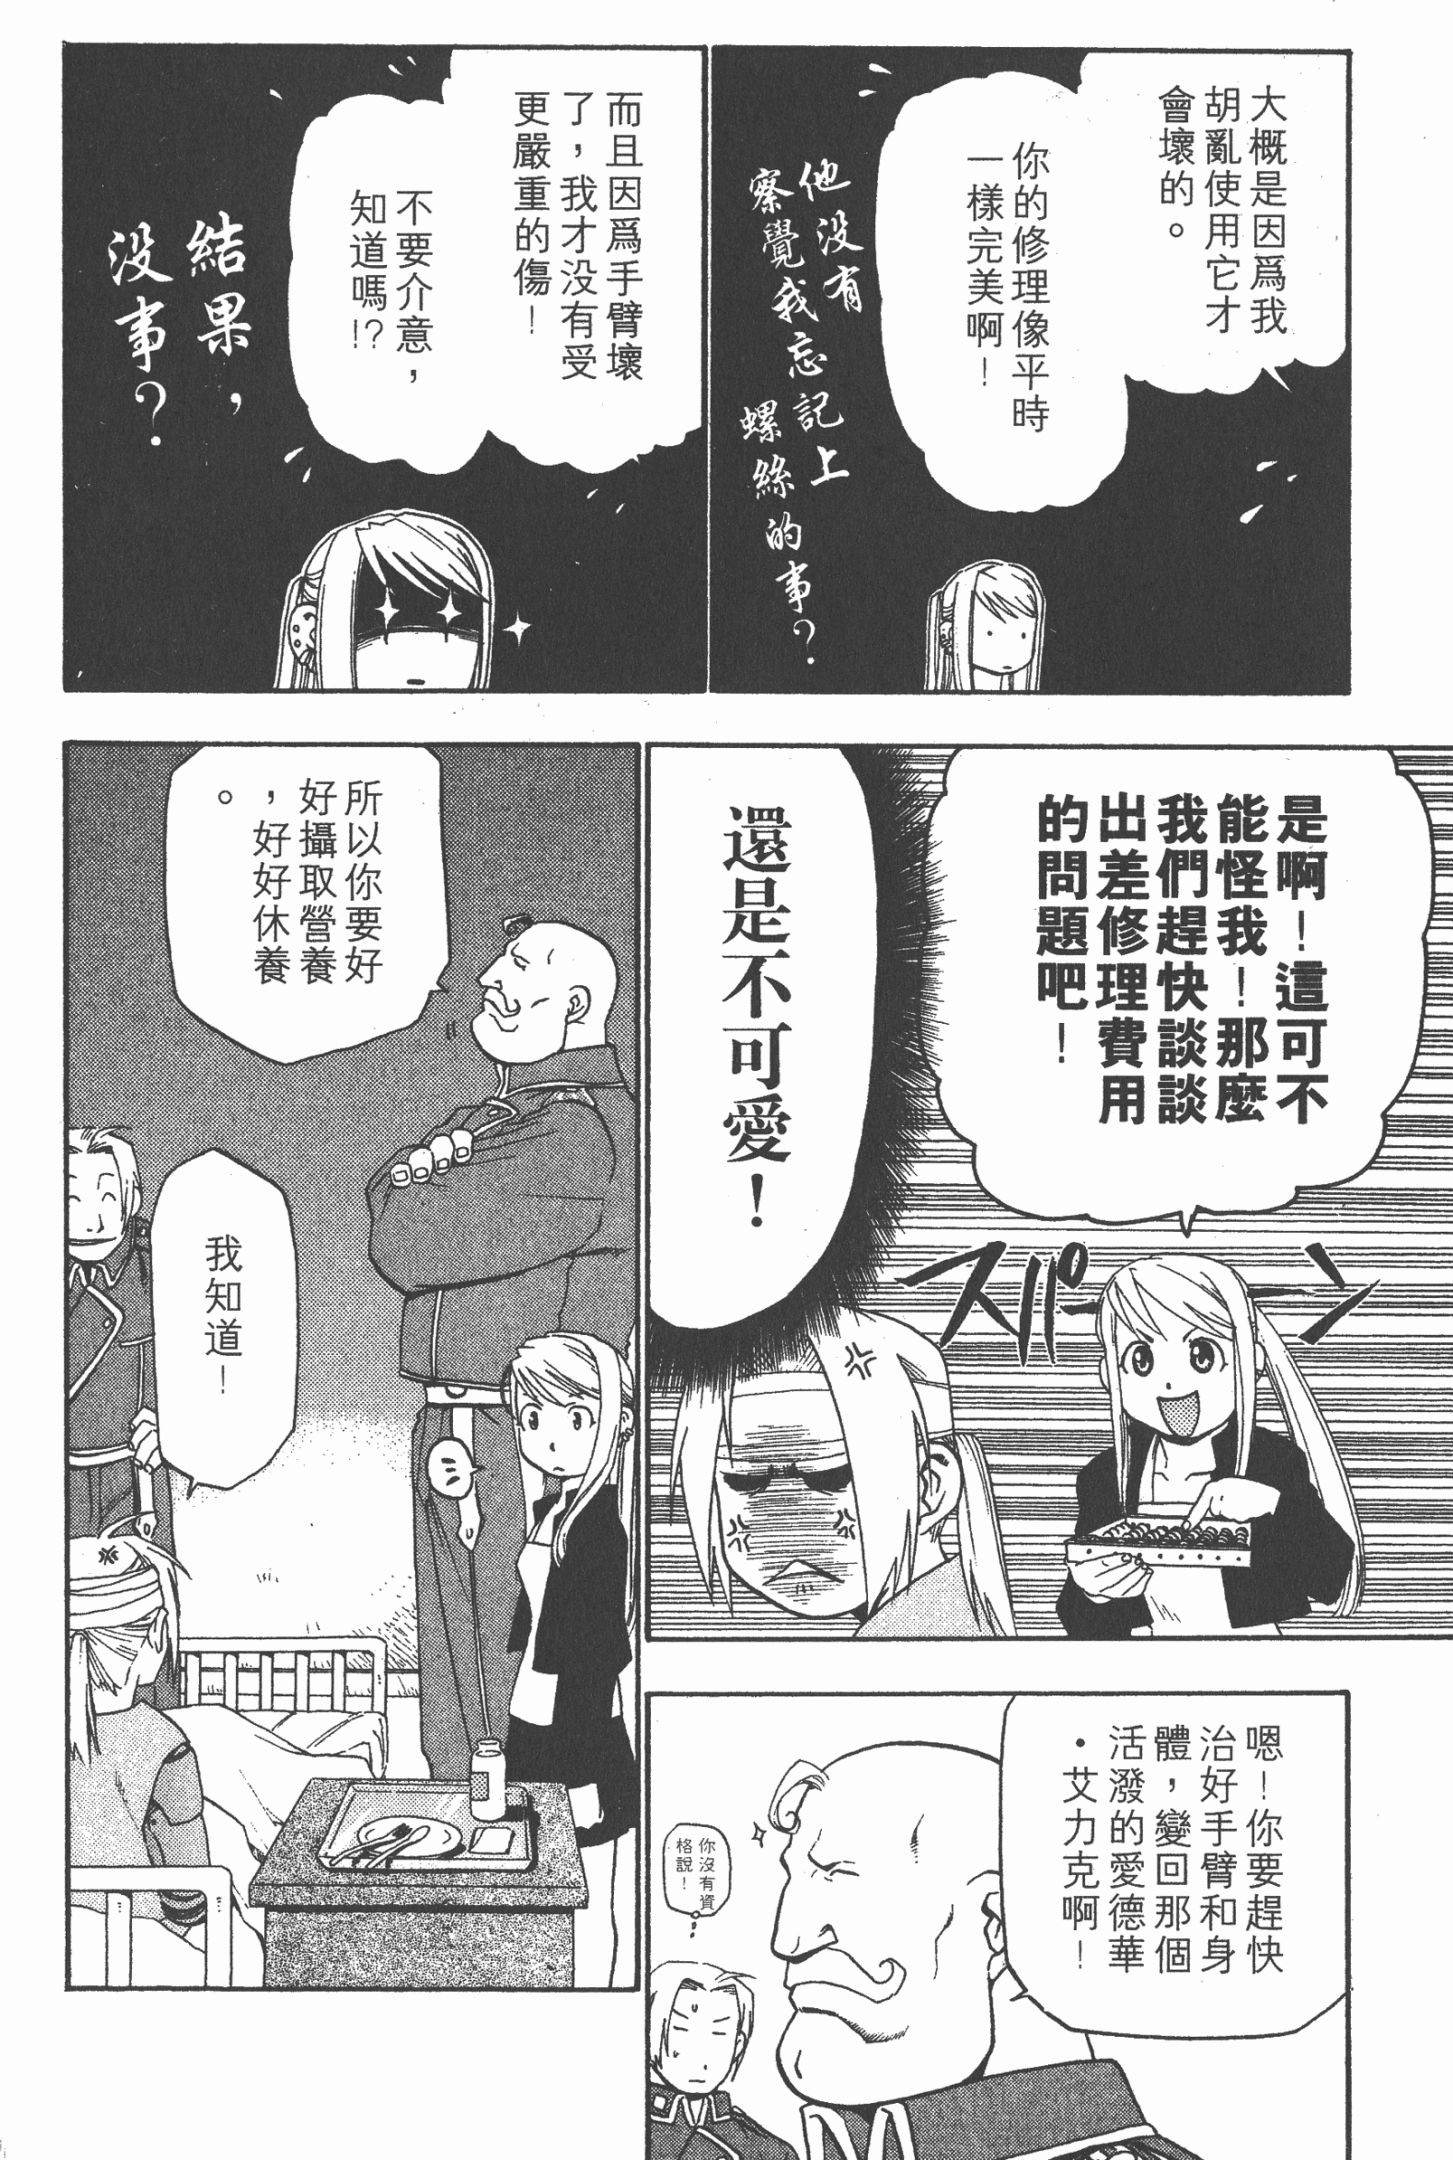 大概是因爲我
胡亂使用它才
會壞的。
你的修理像平時
一樣完美啊！
他没有
察覺我忘記上
螺絲的事？
而且因爲手臂壞
了，我才没有受
更嚴重的傷！
不要介意，
知道嗎!?
結果，
没事？
是啊！這可不
能怪我！那麼
我們趕快談談
出差修理費用
的問題吧！
スパーン
還是不可愛！
嗯！你要趕快
治好手臂和身
體，變回那個
活潑的愛德華
・艾力克啊！
你沒有資
格說！
所以你要好
好攝取營養
，好好休養
。
我知道！